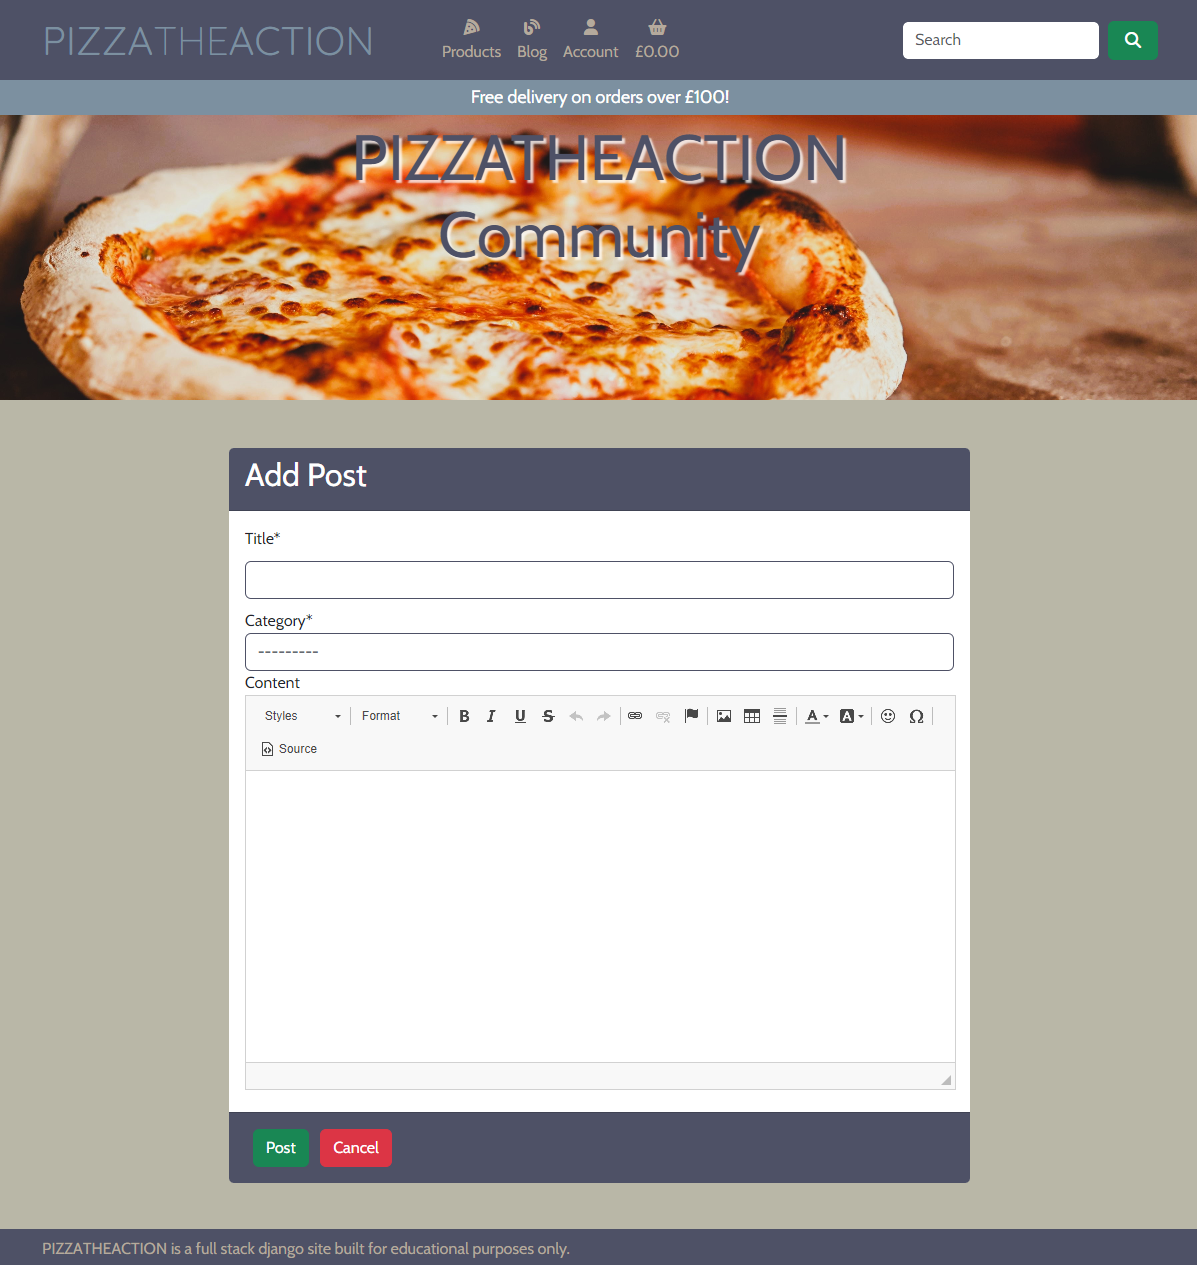 PIZZATHEACTION
Products Blog Account £0.00
Search
Free delivery on orders over £100!
PIZZATHEACTION
Community
Add Post
Title*
Category*
---------
Content
Styles Format B I U S A A Ω
Source
Post Cancel
PIZZATHEACTION is a full stack django site built for educational purposes only.